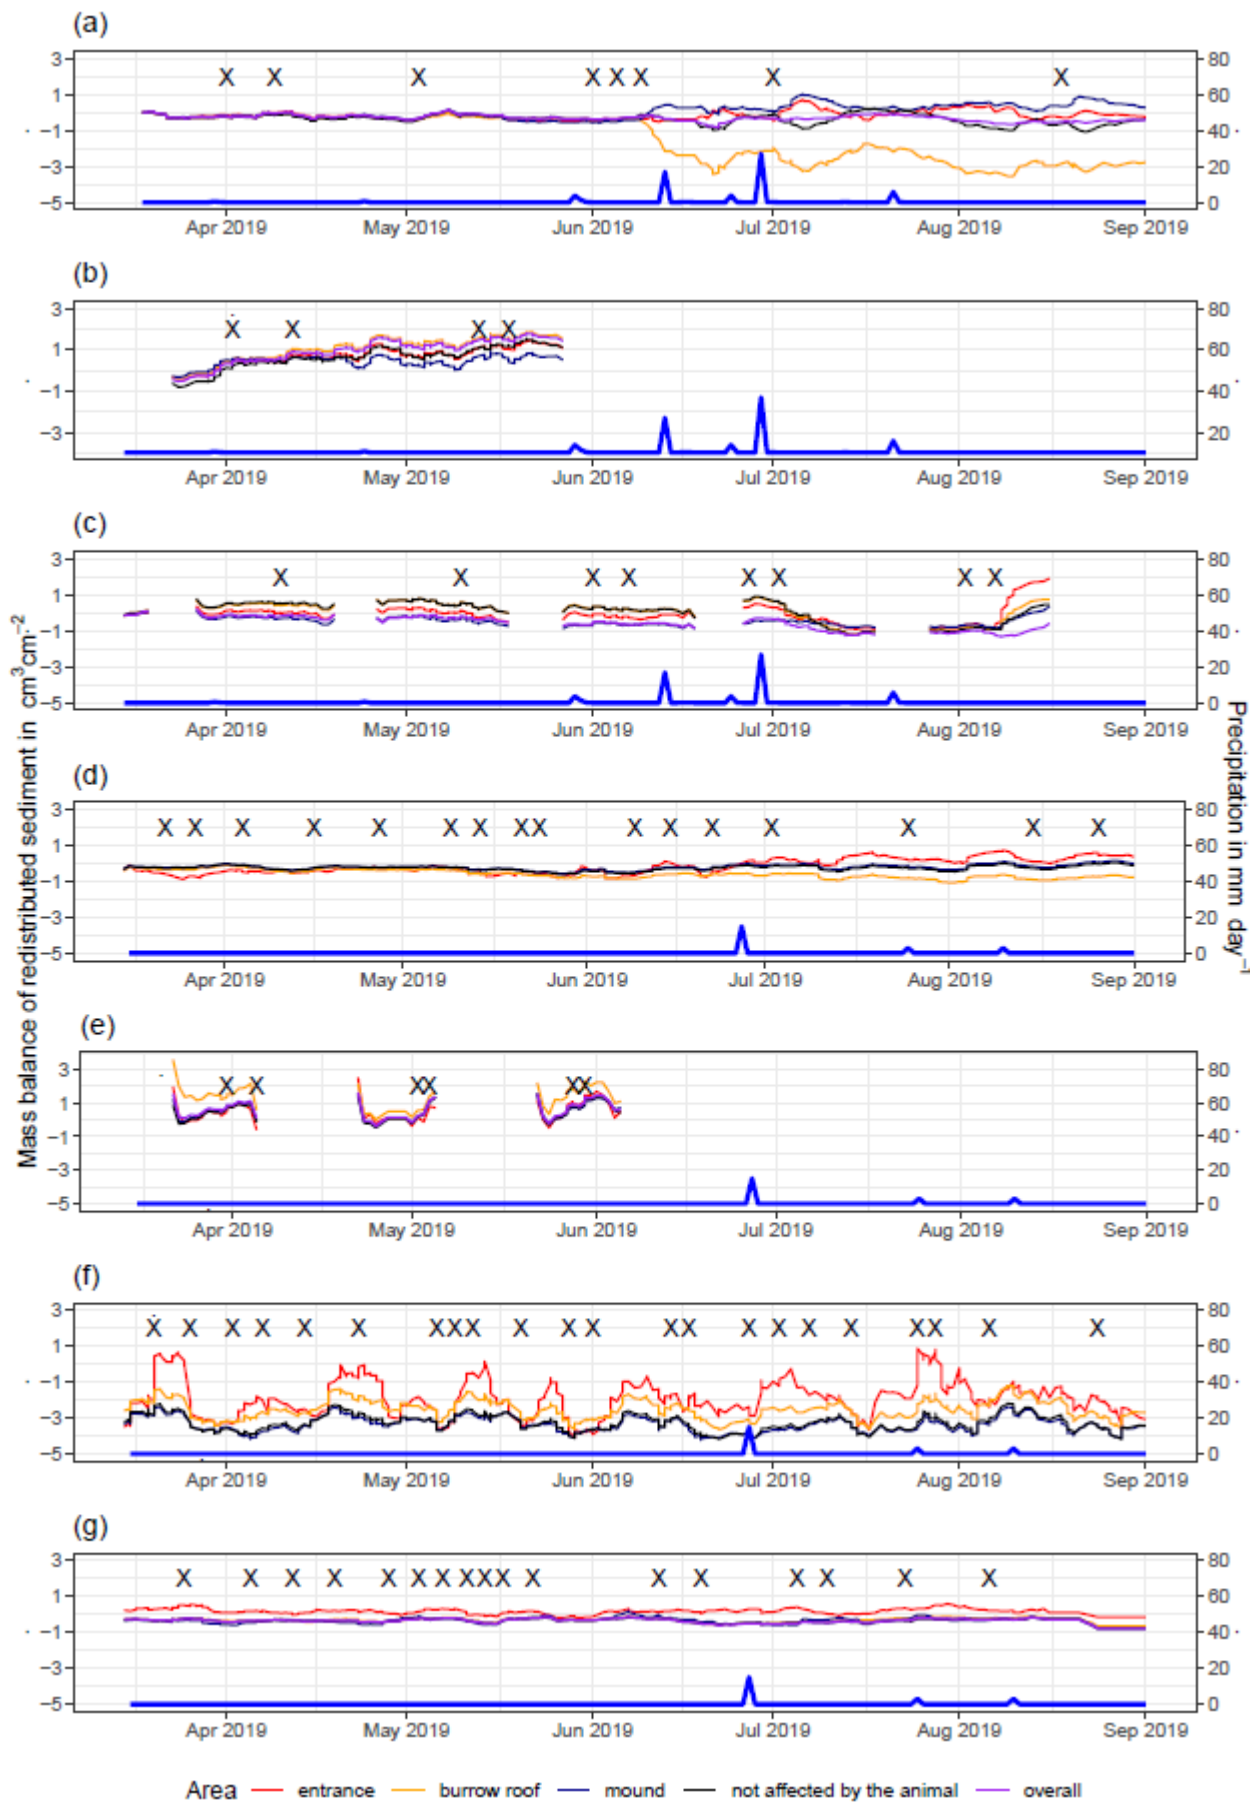 (a)
3
1
−1
−3
−5
X X X X X X X X
80
60
40
20
0
Apr 2019 May 2019 Jun 2019 Jul 2019 Aug 2019 Sep 2019
(b)
3
1
−1
−3
X X X X
80
60
40
20
Apr 2019 May 2019 Jun 2019 Jul 2019 Aug 2019 Sep 2019
(c)
3
1
−1
−3
−5
X X X X X X X X
80
60
40
20
0
Apr 2019 May 2019 Jun 2019 Jul 2019 Aug 2019 Sep 2019
Mass balance of redistributed sediment in cm³cm⁻²
Precipitation in mm day⁻¹
(d)
3
1
−1
−3
−5
X X X X X X X X X X X X X X X X
80
60
40
20
0
Apr 2019 May 2019 Jun 2019 Jul 2019 Aug 2019 Sep 2019
(e)
3
1
−1
−3
−5
X X X X X X
80
60
40
20
0
Apr 2019 May 2019 Jun 2019 Jul 2019 Aug 2019 Sep 2019
(f)
3
1
−1
−3
−5
X X X X X X X X X X X X X X X X X X X X X X
80
60
40
20
0
Apr 2019 May 2019 Jun 2019 Jul 2019 Aug 2019 Sep 2019
(g)
3
1
−1
−3
−5
X X X X X X X X X X X X X X X X X
80
60
40
20
0
Apr 2019 May 2019 Jun 2019 Jul 2019 Aug 2019 Sep 2019
Area entrance burrow roof mound not affected by the animal overall